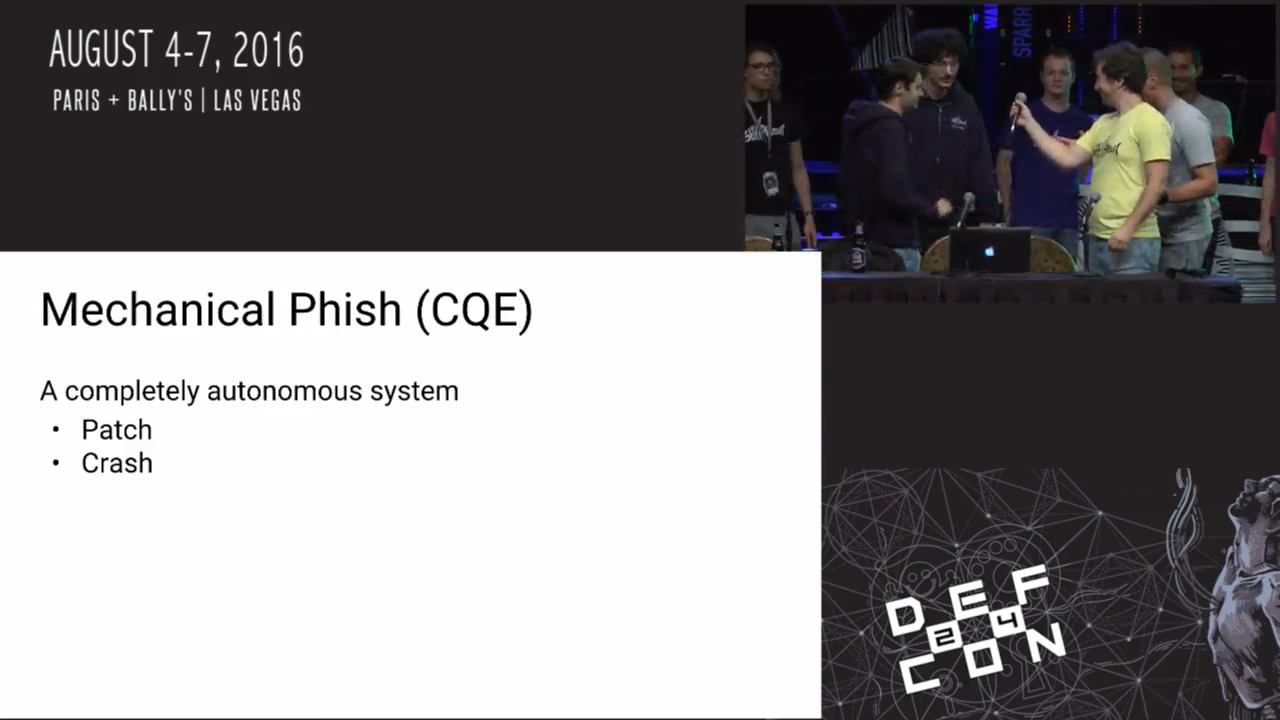 AUGUST 4-7, 2016
PARIS + BALLY'S | LAS VEGAS
Mechanical Phish (CQE)
A completely autonomous system
• Patch
• Crash
DEF
24
CON
SPARR